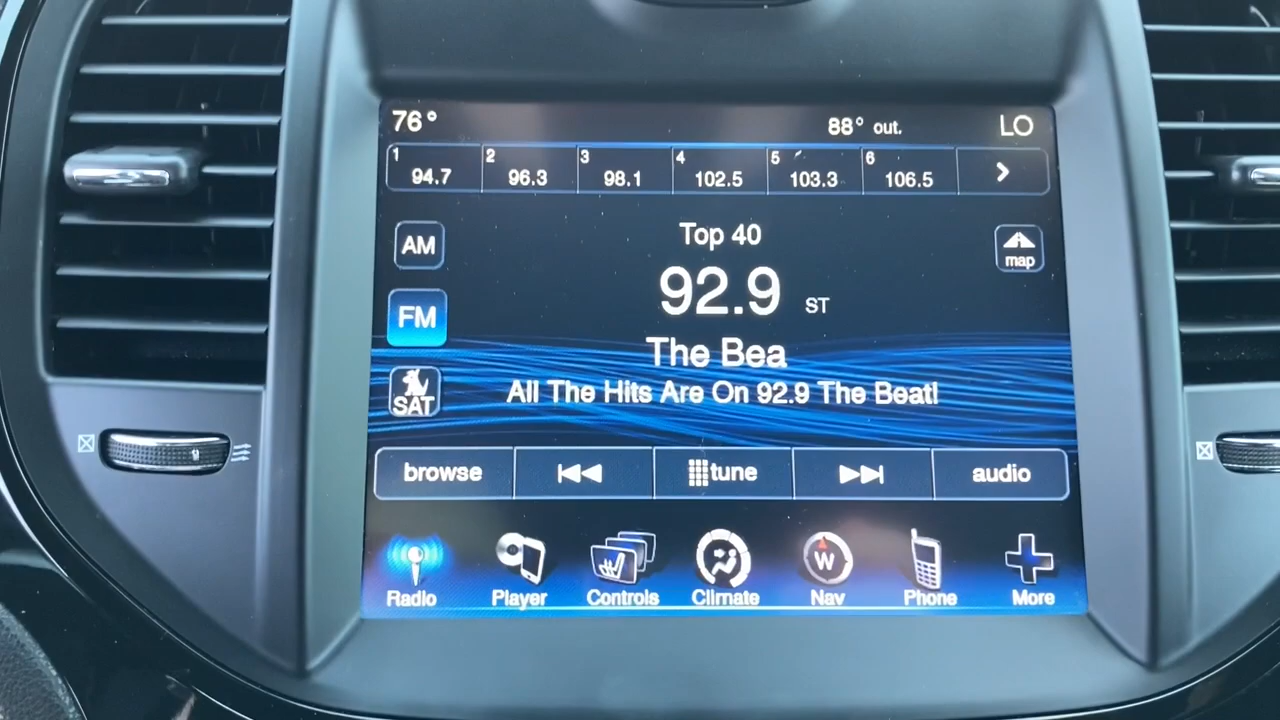 76° 88° out. LO
1 94.7 2 96.3 3 98.1 4 102.5 5 103.3 6 106.5
Top 40
AM
map
92.9 ST
FM
The Bea
All The Hits Are On 92.9 The Beat!
SAT
browse tune audio
W
Radio Player Controls Climate Nav Phone More